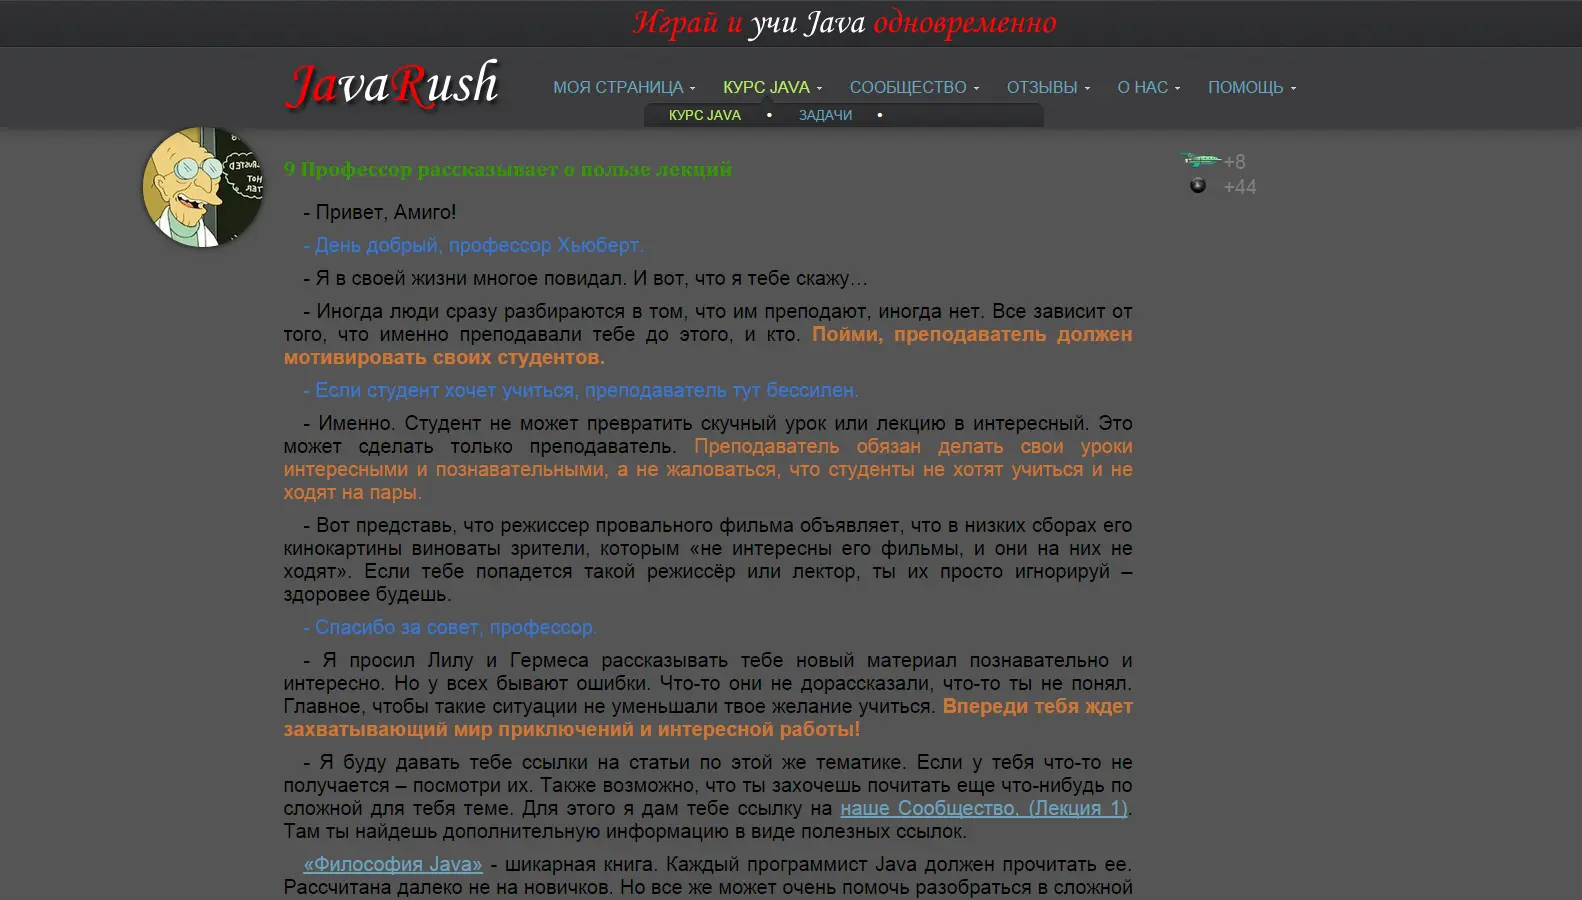 Играй и учи Java одновременно
JavaRush
МОЯ СТРАНИЦА
КУРС JAVA
СООБЩЕСТВО
ОТЗЫВЫ
О НАС
ПОМОЩЬ
КУРС JAVA • ЗАДАЧИ •
9 Профессор рассказывает о пользе лекций
+8
+44
- Привет, Амиго!
- День добрый, профессор Хьюберт.
- Я в своей жизни многое повидал. И вот, что я тебе скажу…
- Иногда люди сразу разбираются в том, что им преподают, иногда нет. Все зависит от
того, что именно преподавали тебе до этого, и кто. Пойми, преподаватель должен
мотивировать своих студентов.
- Если студент хочет учиться, преподаватель тут бессилен.
- Именно. Студент не может превратить скучный урок или лекцию в интересный. Это
может сделать только преподаватель. Преподаватель обязан делать свои уроки
интересными и познавательными, а не жаловаться, что студенты не хотят учиться и не
ходят на пары.
- Вот представь, что режиссер провального фильма объявляет, что в низких сборах его
кинокартины виноваты зрители, которым «не интересны его фильмы, и они на них не
ходят». Если тебе попадется такой режиссёр или лектор, ты их просто игнорируй –
здоровее будешь.
- Спасибо за совет, профессор.
- Я просил Лилу и Гермеса рассказывать тебе новый материал познавательно и
интересно. Но у всех бывают ошибки. Что-то они не дорассказали, что-то ты не понял.
Главное, чтобы такие ситуации не уменьшали твое желание учиться. Впереди тебя ждет
захватывающий мир приключений и интересной работы!
- Я буду давать тебе ссылки на статьи по этой же тематике. Если у тебя что-то не
получается – посмотри их. Также возможно, что ты захочешь почитать еще что-нибудь по
сложной для тебя теме. Для этого я дам тебе ссылку на наше Сообщество, (Лекция 1).
Там ты найдешь дополнительную информацию в виде полезных ссылок.
«Философия Java» - шикарная книга. Каждый программист Java должен прочитать ее.
Рассчитана далеко не на новичков. Но все же может очень помочь разобраться в сложной